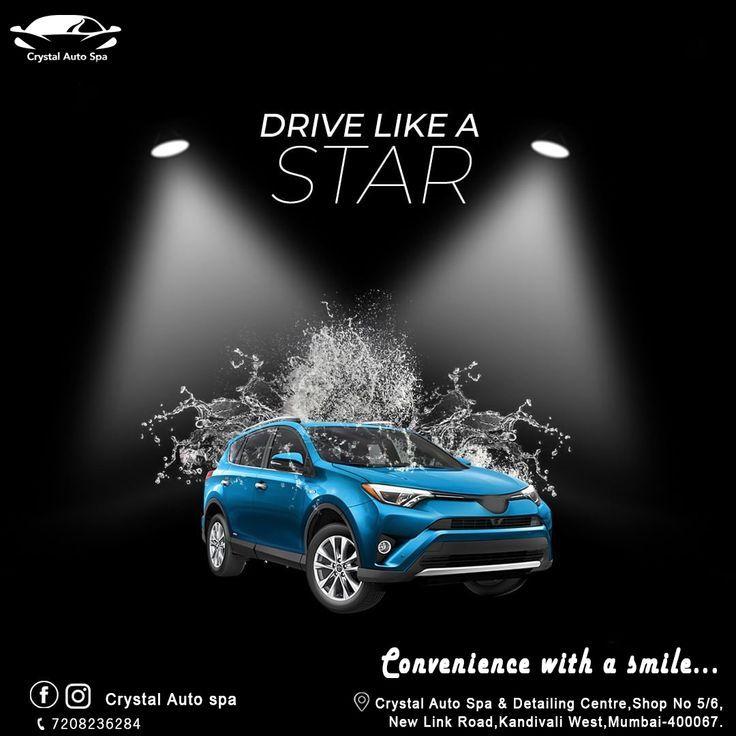 Crystal Auto Spa
DRIVE LIKE A
STAR
Convenience with a smile...
Crystal Auto spa
7208236284
Crystal Auto Spa & Detailing Centre,Shop No 5/6,
New Link Road,Kandivali West,Mumbai-400067.